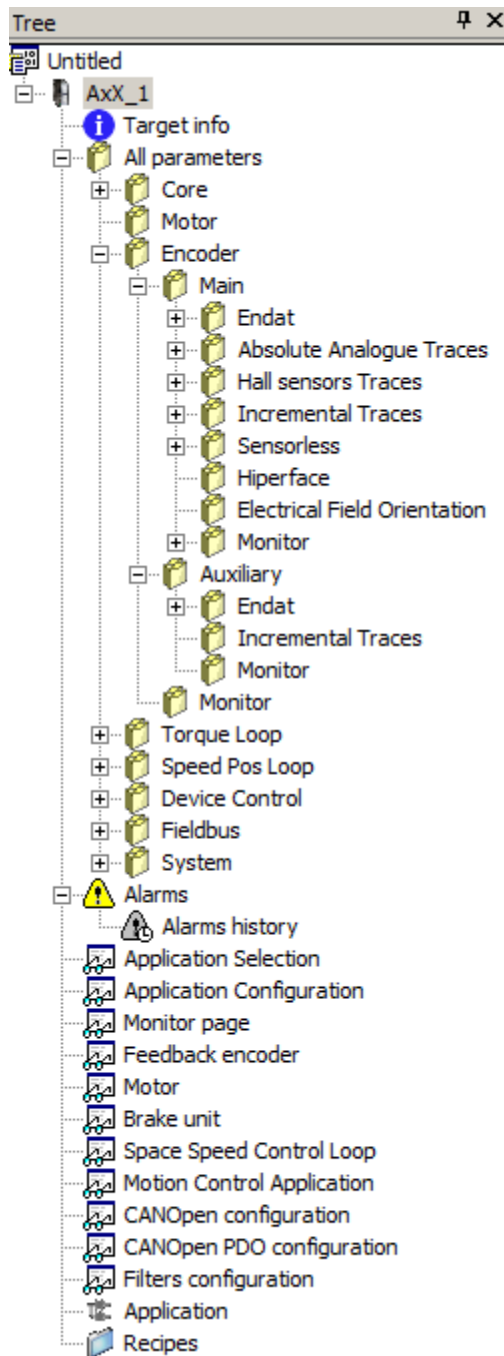 Tree
Untitled
AxX_1
Target info
All parameters
Core
Motor
Encoder
Main
Endat
Absolute Analogue Traces
Hall sensors Traces
Incremental Traces
Sensorless
Hiperface
Electrical Field Orientation
Monitor
Auxiliary
Endat
Incremental Traces
Monitor
Monitor
Torque Loop
Speed Pos Loop
Device Control
Fieldbus
System
Alarms
Alarms history
Application Selection
Application Configuration
Monitor page
Feedback encoder
Motor
Brake unit
Space Speed Control Loop
Motion Control Application
CANOpen configuration
CANOpen PDO configuration
Filters configuration
Application
Recipes